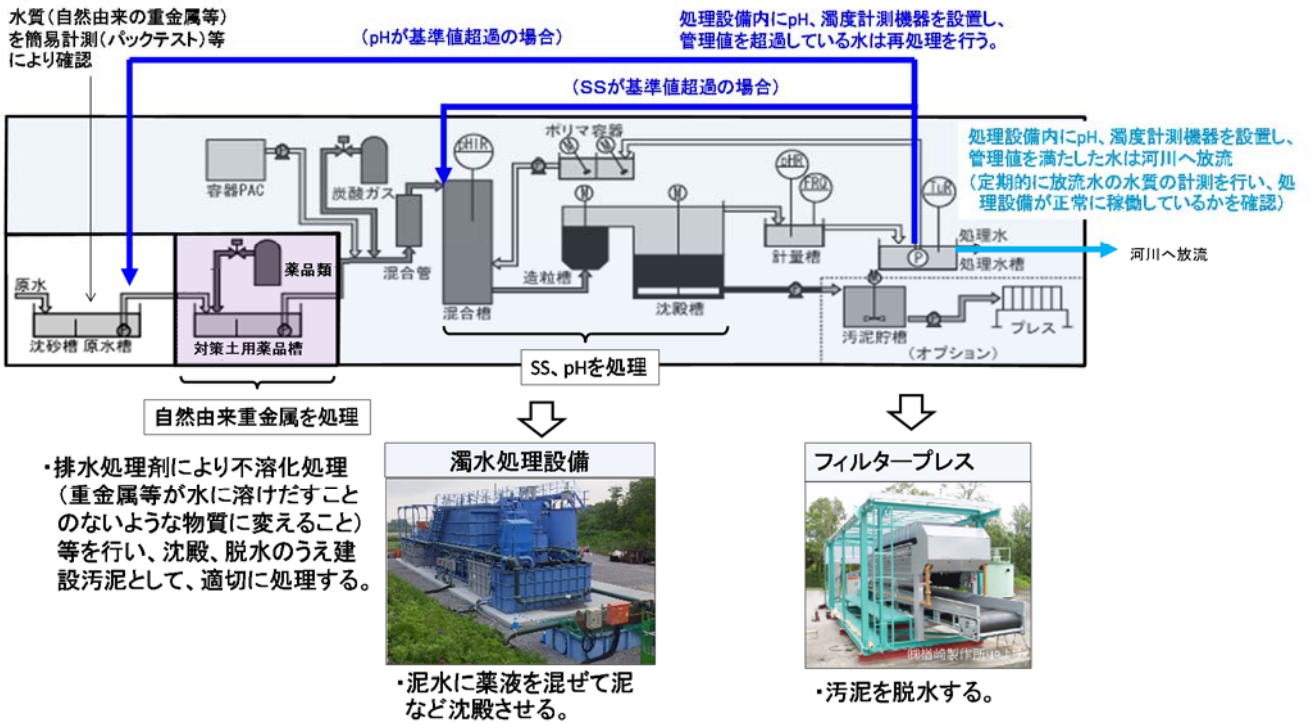 水質(自然由来の重金属等)
を簡易計測(パックテスト)等
により確認
(pHが基準値超過の場合)
処理設備内にpH、濁度計測機器を設置し、
管理値を超過している水は再処理を行う。
(SSが基準値超過の場合)
処理設備内にpH、濁度計測機器を設置し、
管理値を満たした水は河川へ放流
(定期的に放流水の水質の計測を行い、処
理設備が正常に稼働しているかを確認)
容器PAC
炭酸ガス
pHIR
ポリマ容器
M
M
pHR
FRQ
TuR
混合管
混合槽
造粒槽
沈殿槽
計量槽
P
処理水
処理水槽
河川へ放流
原水
沈砂槽
原水槽
薬品類
対策土用薬品槽
汚泥貯槽
プレス
(オプション)
SS、pHを処理
自然由来重金属を処理
・排水処理剤により不溶化処理
(重金属等が水に溶けだすこと
のないような物質に変えること)
等を行い、沈殿、脱水のうえ建
設汚泥として、適切に処理する。
濁水処理設備
・泥水に薬液を混ぜて泥
など沈殿させる。
フィルタープレス
㈱楢崎製作所HPより
・汚泥を脱水する。